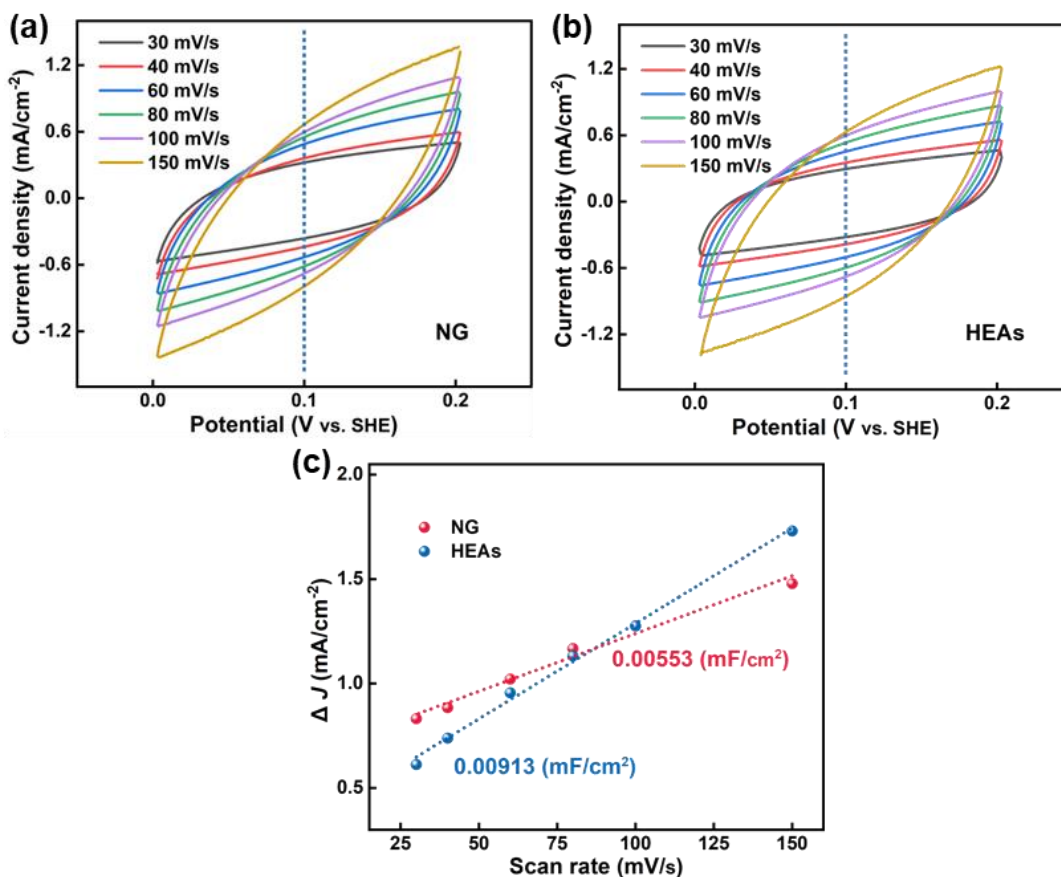 (a)
30 mV/s
40 mV/s
60 mV/s
80 mV/s
100 mV/s
150 mV/s
1.2
0.6
0.0
-0.6
-1.2
Current density (mA/cm⁻²)
NG
0.0 0.1 0.2
Potential (V vs. SHE)
(b)
30 mV/s
40 mV/s
60 mV/s
80 mV/s
100 mV/s
150 mV/s
1.2
0.6
0.0
-0.6
-1.2
Current density (mA/cm⁻²)
HEAs
0.0 0.1 0.2
Potential (V vs. SHE)
(c)
NG
HEAs
2.0
1.5
1.0
0.5
Δ J (mA/cm⁻²)
0.00553 (mF/cm²)
0.00913 (mF/cm²)
25 50 75 100 125 150
Scan rate (mV/s)